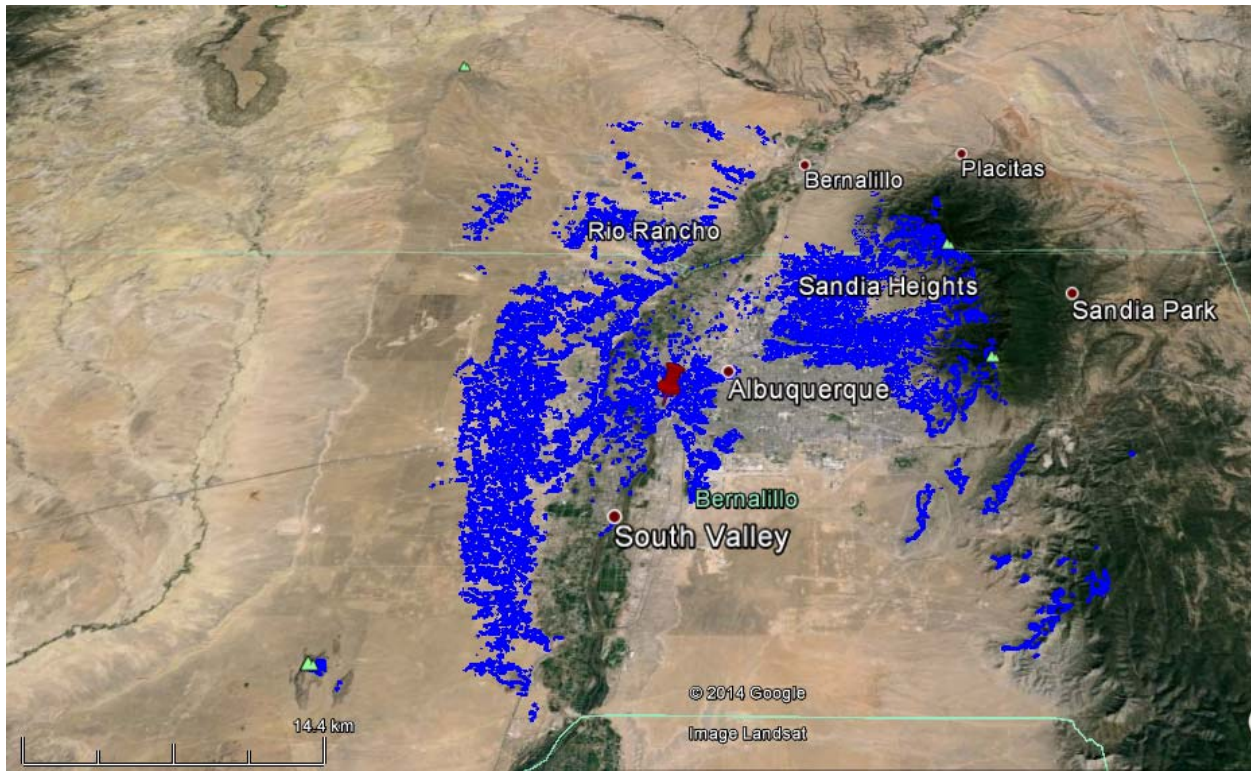 Bernalillo
Placitas
Rio Rancho
Sandia Heights
Sandia Park
Albuquerque
Bernalillo
South Valley
© 2014 Google
14.4 km
Image Landsat